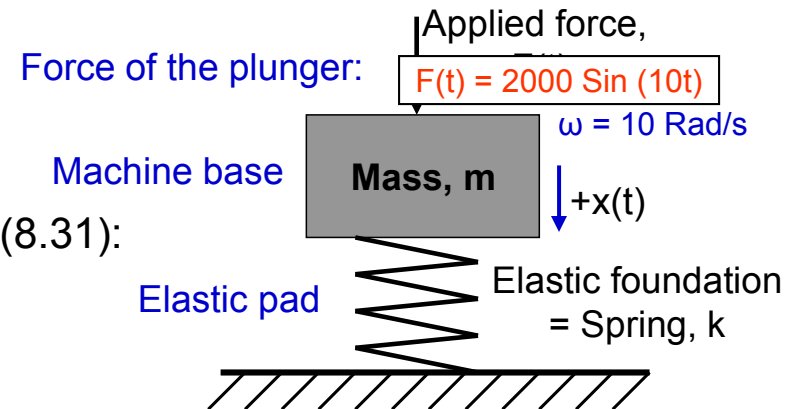 Applied force,
Force of the plunger:
F(t) = 2000 Sin (10t)
ω = 10 Rad/s
Machine base
Mass, m
+x(t)
(8.31):
Elastic pad
Elastic foundation
= Spring, k